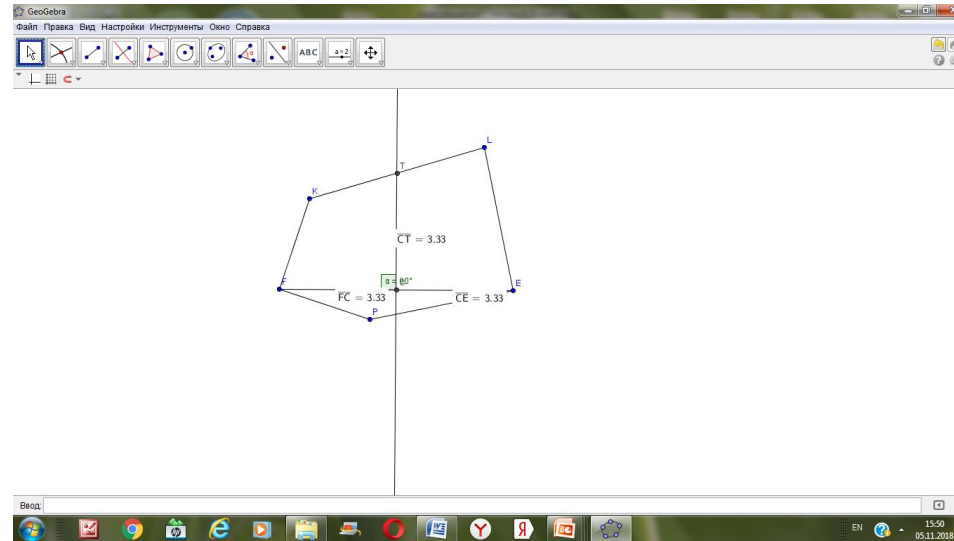 GeoGebra
Файл Правка Вид Настройки Инструменты Окно Справка
ABC
a=2
L
T
K
CT = 3.33
F
α = 90°
E
FC = 3.33
CE = 3.33
P
Ввод:
EN
15:50
05.11.2018